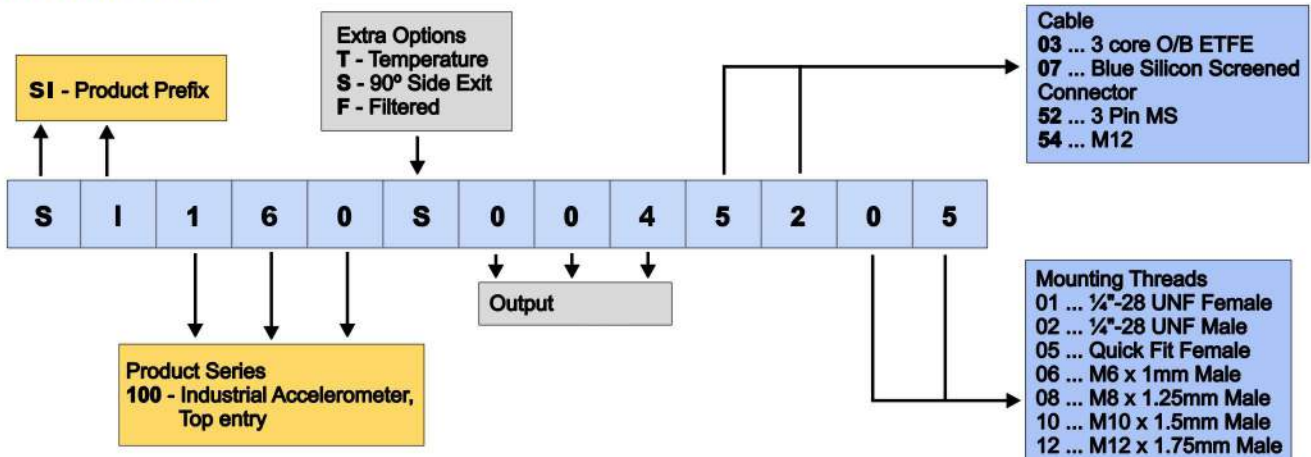 SI - Product Prefix
Extra Options
T - Temperature
S - 90º Side Exit
F - Filtered
Cable
03 ... 3 core O/B ETFE
07 ... Blue Silicon Screened
Connector
52 ... 3 Pin MS
54 ... M12
S I 1 6 0 S 0 0 4 5 2 0 5
Output
Product Series
100 - Industrial Accelerometer,
Top entry
Mounting Threads
01 ... ¼"-28 UNF Female
02 ... ¼"-28 UNF Male
05 ... Quick Fit Female
06 ... M6 x 1mm Male
08 ... M8 x 1.25mm Male
10 ... M10 x 1.5mm Male
12 ... M12 x 1.75mm Male